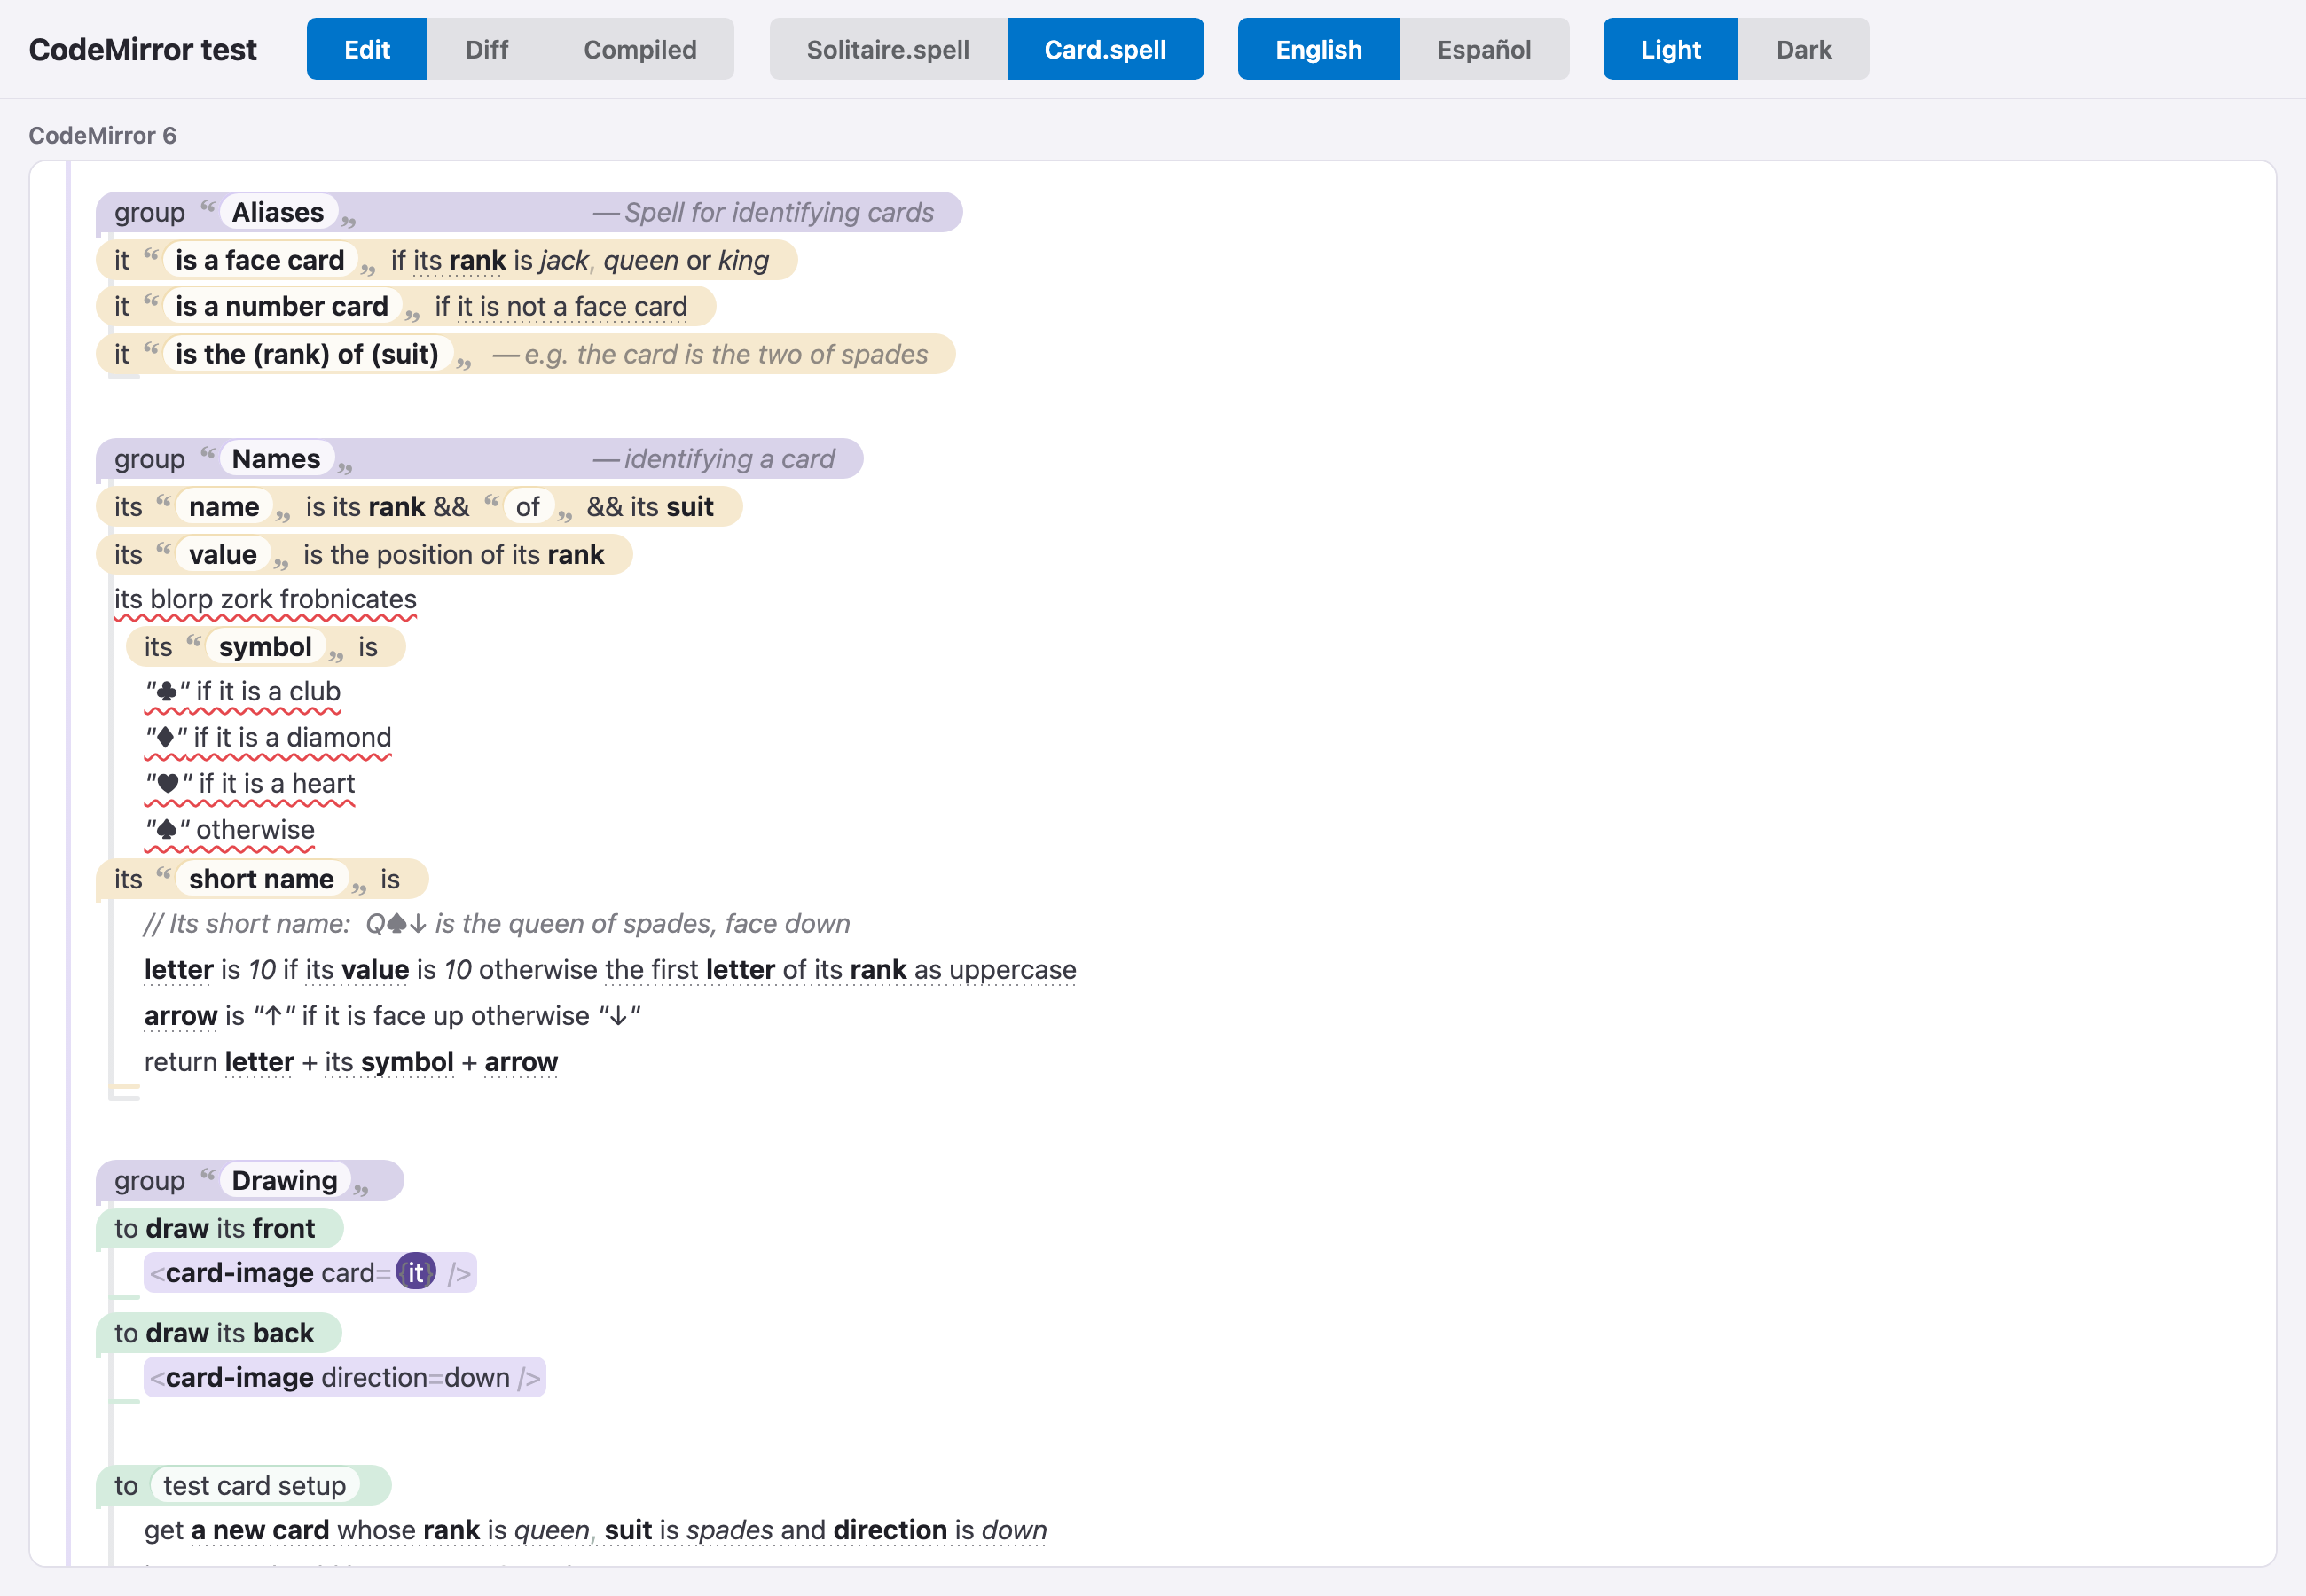 CodeMirror test Edit Diff Compiled Solitaire.spell Card.spell English Español Light Dark
CodeMirror 6
group “ Aliases „ — Spell for identifying cards
it “ is a face card „ if its rank is jack, queen or king
it “ is a number card „ if it is not a face card
it “ is the (rank) of (suit) „ — e.g. the card is the two of spades
group “ Names „ — identifying a card
its “ name „ is its rank && “ of „ && its suit
its “ value „ is the position of its rank
its blorp zork frobnicates
its “ symbol „ is
"♣" if it is a club
"♦" if it is a diamond
"♥" if it is a heart
"♠" otherwise
its “ short name „ is
// Its short name:  Q♠↓ is the queen of spades, face down
letter is 10 if its value is 10 otherwise the first letter of its rank as uppercase
arrow is "↑" if it is face up otherwise "↓"
return letter + its symbol + arrow
group “ Drawing „
to draw its front
<card-image card={it} />
to draw its back
<card-image direction=down />
to test card setup
get a new card whose rank is queen, suit is spades and direction is down